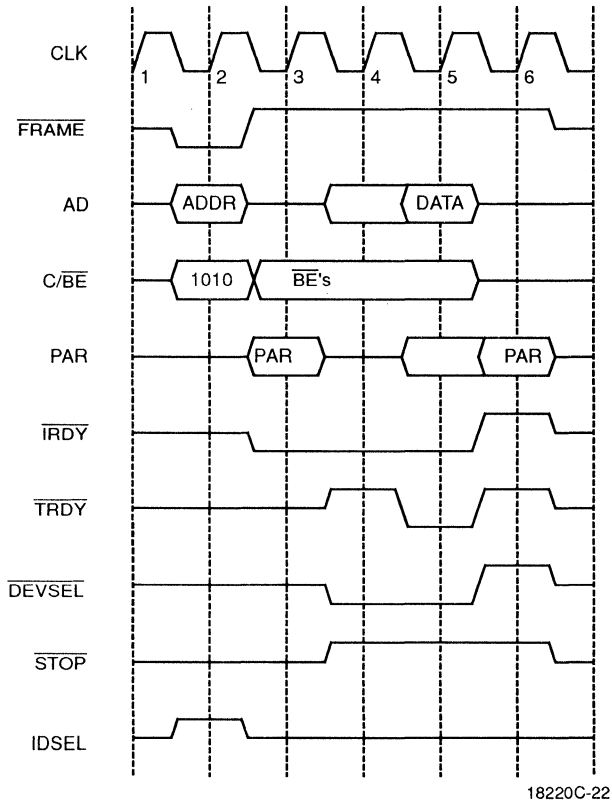 CLK
1 2 3 4 5 6
FRAME
AD ADDR DATA
C/BE 1010 BE's
PAR PAR PAR
IRDY
TRDY
DEVSEL
STOP
IDSEL
18220C-22